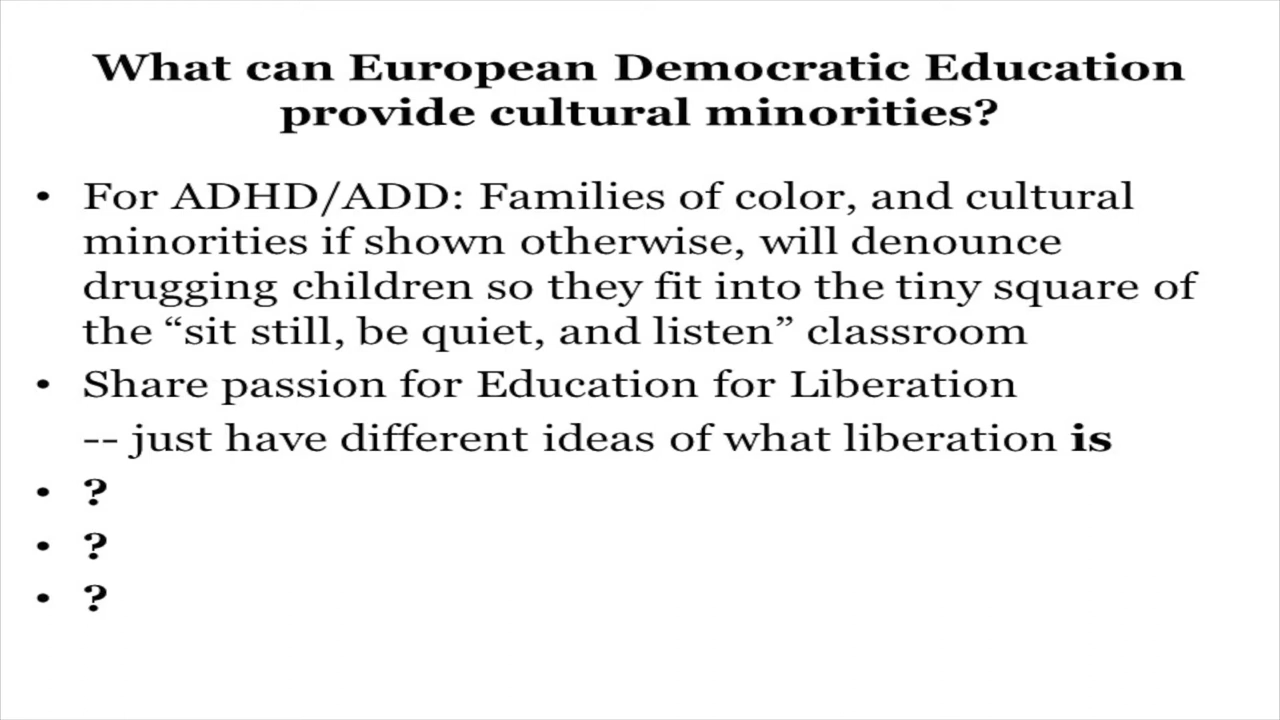 What can European Democratic Education
provide cultural minorities?
• For ADHD/ADD: Families of color, and cultural
minorities if shown otherwise, will denounce
drugging children so they fit into the tiny square of
the “sit still, be quiet, and listen” classroom
• Share passion for Education for Liberation
-- just have different ideas of what liberation is
• ?
• ?
• ?